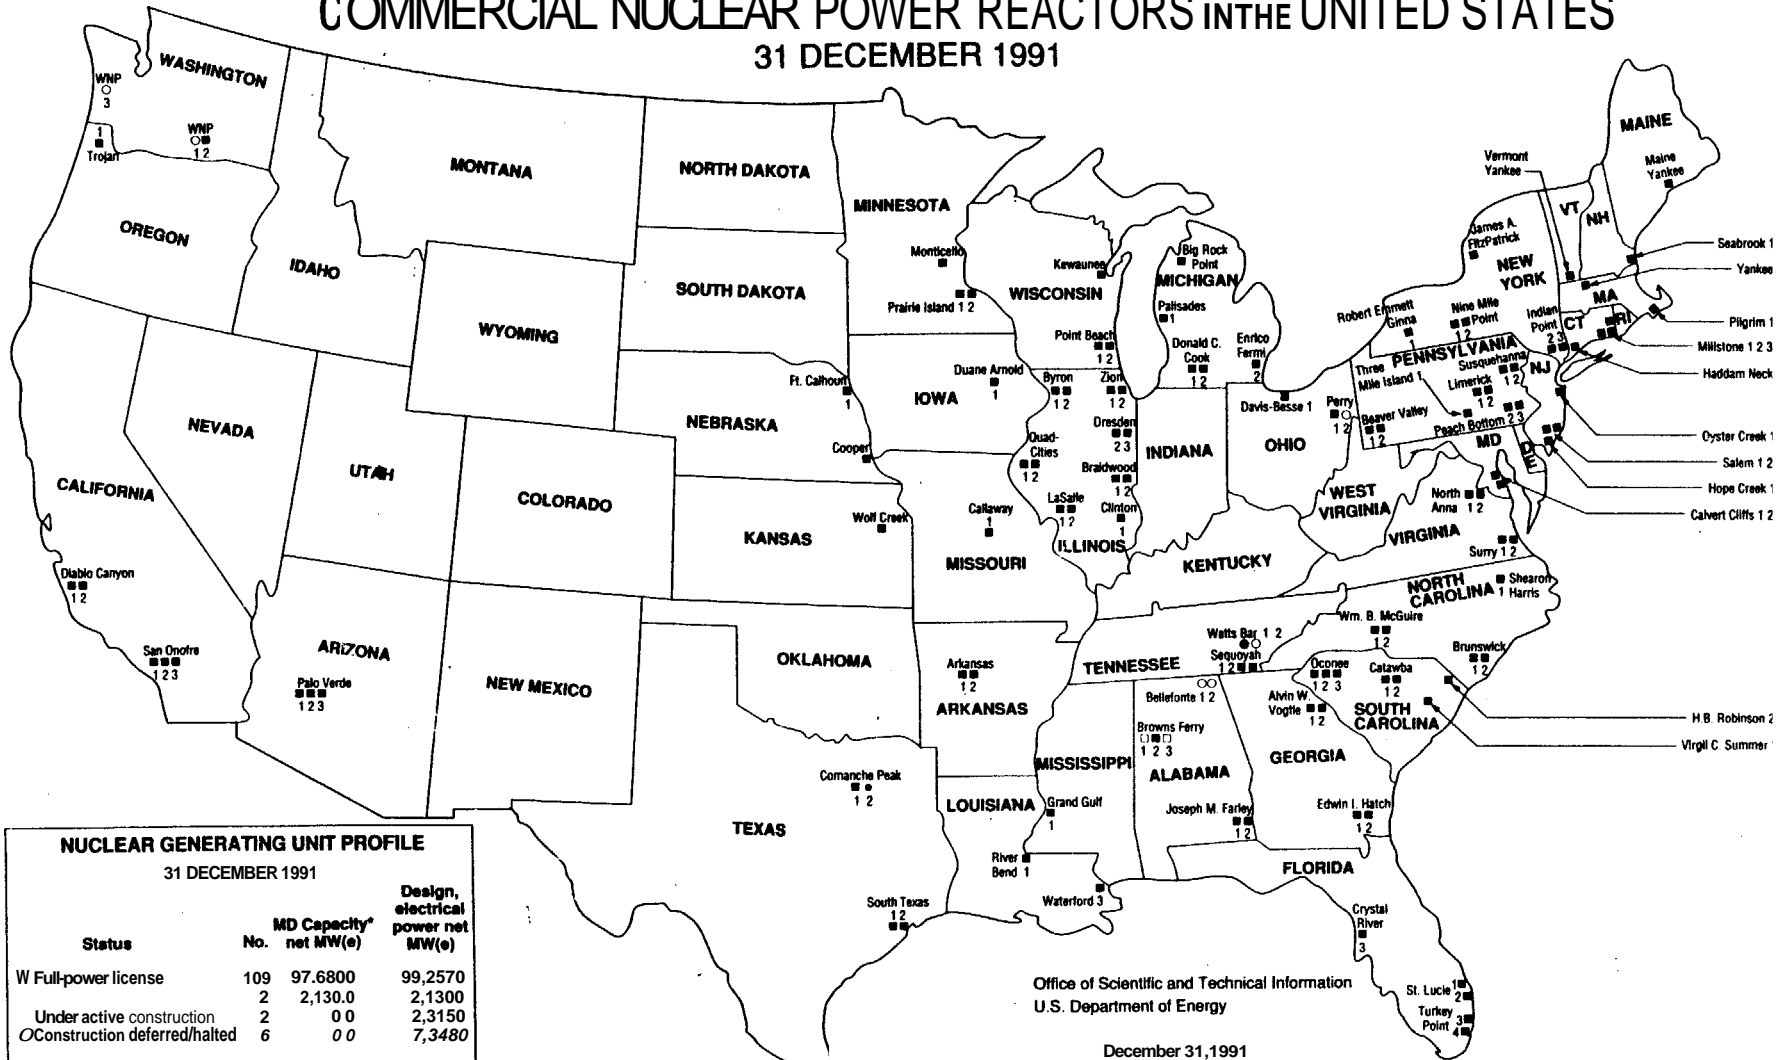 COMMERCIAL NUCLEAR POWER REACTORS IN THE UNITED STATES
31 DECEMBER 1991
WASHINGTON
WNP
3
WNP
1 2
1
Trojan
OREGON
IDAHO
MONTANA
NORTH DAKOTA
SOUTH DAKOTA
WYOMING
NEVADA
UTAH
COLORADO
CALIFORNIA
Diablo Canyon
1 2
San Onofre
1 2 3
ARIZONA
Palo Verde
1 2 3
NEW MEXICO
NEBRASKA
Ft. Calhoun
1
Cooper
KANSAS
Wolf Creek
OKLAHOMA
TEXAS
Comanche Peak
1 2
South Texas
1 2
MINNESOTA
Monticello
Prairie Island 1 2
IOWA
Duane Arnold
1
MISSOURI
Callaway
1
ARKANSAS
Arkansas
1 2
LOUISIANA
River
Bend 1
Waterford 3
WISCONSIN
Kewaunee
Point Beach
1 2
MICHIGAN
Big Rock
Point
Palisades
1
Donald C.
Cook
1 2
Enrico
Fermi
2
ILLINOIS
Byron
1 2
Zion
1 2
Dresden
2 3
Quad-
Cities
1 2
Braidwood
1 2
LaSalle
1 2
Clinton
1
INDIANA
OHIO
Davis-Besse 1
Perry
1 2
KENTUCKY
TENNESSEE
Watts Bar 1 2
Sequoyah
1 2
MISSISSIPPI
Grand Gulf
1
ALABAMA
Bellefonte 1 2
Browns Ferry
1 2 3
Joseph M. Farley
1 2
GEORGIA
Alvin W.
Vogtle
1 2
Edwin I. Hatch
1 2
FLORIDA
Crystal
River
3
St. Lucie 1
2
Turkey
Point
3
4
SOUTH
CAROLINA
Oconee
1 2 3
Catawba
1 2
H.B. Robinson 2
Virgil C. Summer
NORTH
CAROLINA
Shearon
1 Harris
Wm. B. McGuire
1 2
Brunswick
1 2
VIRGINIA
North
Anna
1 2
Surry 1 2
WEST
VIRGINIA
MD
DE
NJ
PENNSYLVANIA
Three
Mile Island 1
Susquehanna
1 2
Limerick
1 2
Peach Bottom 2 3
Beaver Valley
1 2
NEW
YORK
James A.
FitzPatrick
Robert Emmett
Ginna
1
Nine Mile
Point
1 2
Indian
Point
2 3
VT
NH
MA
CT
RI
MAINE
Maine
Yankee
Vermont
Yankee
Seabrook 1
Yankee
Pilgrim 1
Millstone 1 2 3
Haddam Neck
Oyster Creek 1
Salem 1 2
Hope Creek 1
Calvert Cliffs 1 2
NUCLEAR GENERATING UNIT PROFILE
31 DECEMBER 1991
Status No. MD Capacity* net MW(e) Design, electrical power net MW(e)
W Full-power license 109 97.6800 99,2570
2 2,130.0 2,1300
Under active construction 2 0 0 2,3150
O Construction deferred/halted 6 0 0 7,3480
Office of Scientific and Technical Information
U.S. Department of Energy
December 31,1991